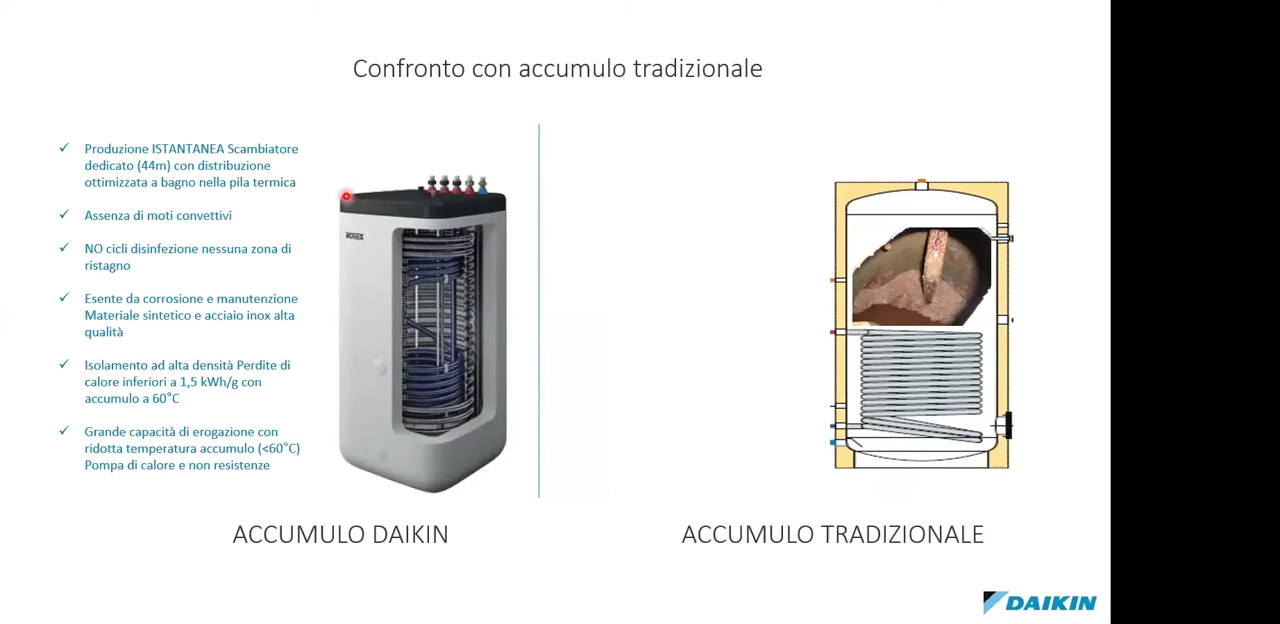 Confronto con accumulo tradizionale
Produzione ISTANTANEA Scambiatore
dedicato (44m) con distribuzione
ottimizzata a bagno nella pila termica
Assenza di moti convettivi
NO cicli disinfezione nessuna zona di
ristagno
Esente da corrosione e manutenzione
Materiale sintetico e acciaio inox alta
qualità
Isolamento ad alta densità Perdite di
calore inferiori a 1,5 kWh/g con
accumulo a 60°C
Grande capacità di erogazione con
ridotta temperatura accumulo (<60°C)
Pompa di calore e non resistenze
ROTEX
ACCUMULO DAIKIN
ACCUMULO TRADIZIONALE
DAIKIN